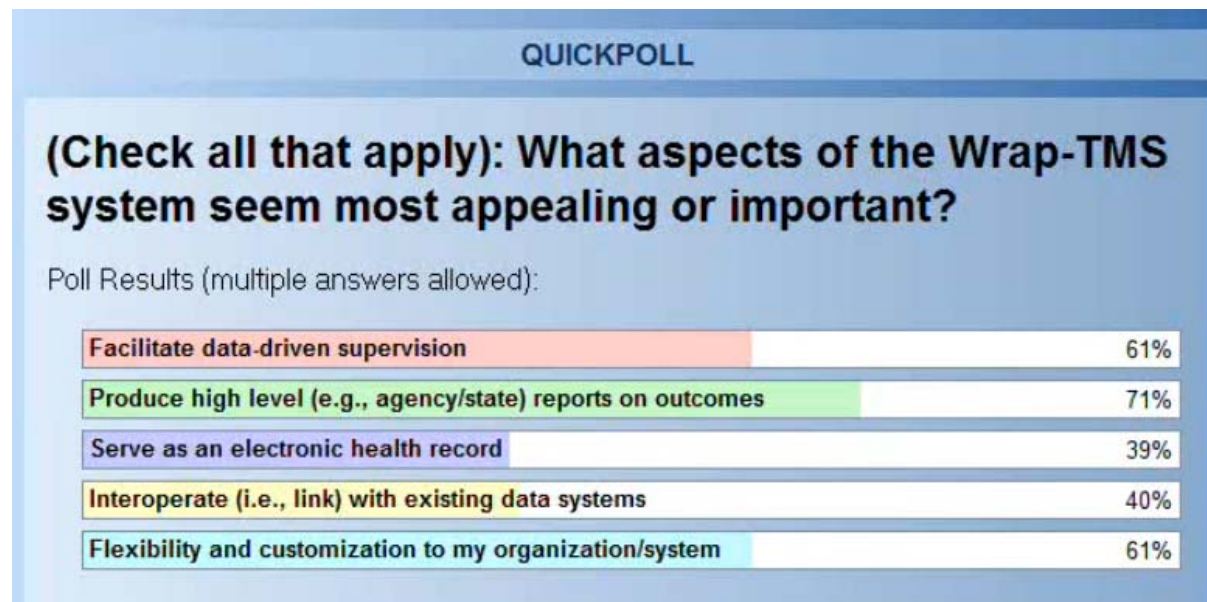 QUICKPOLL
(Check all that apply): What aspects of the Wrap-TMS
system seem most appealing or important?
Poll Results (multiple answers allowed):
Facilitate data-driven supervision 61%
Produce high level (e.g., agency/state) reports on outcomes 71%
Serve as an electronic health record 39%
Interoperate (i.e., link) with existing data systems 40%
Flexibility and customization to my organization/system 61%